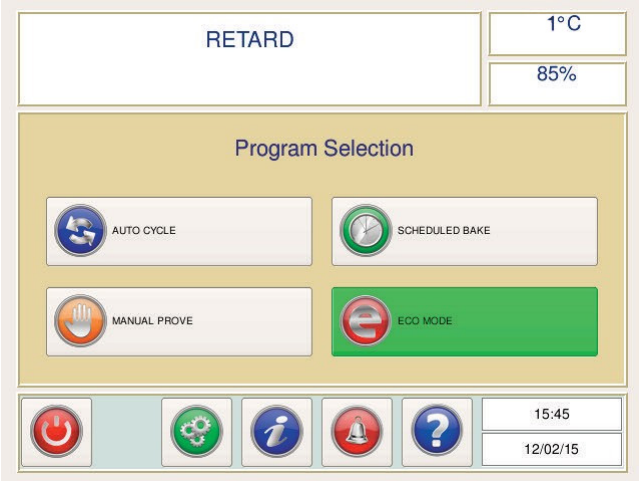 RETARD
1°C
85%
Program Selection
AUTO CYCLE
SCHEDULED BAKE
MANUAL PROVE
ECO MODE
15:45
12/02/15